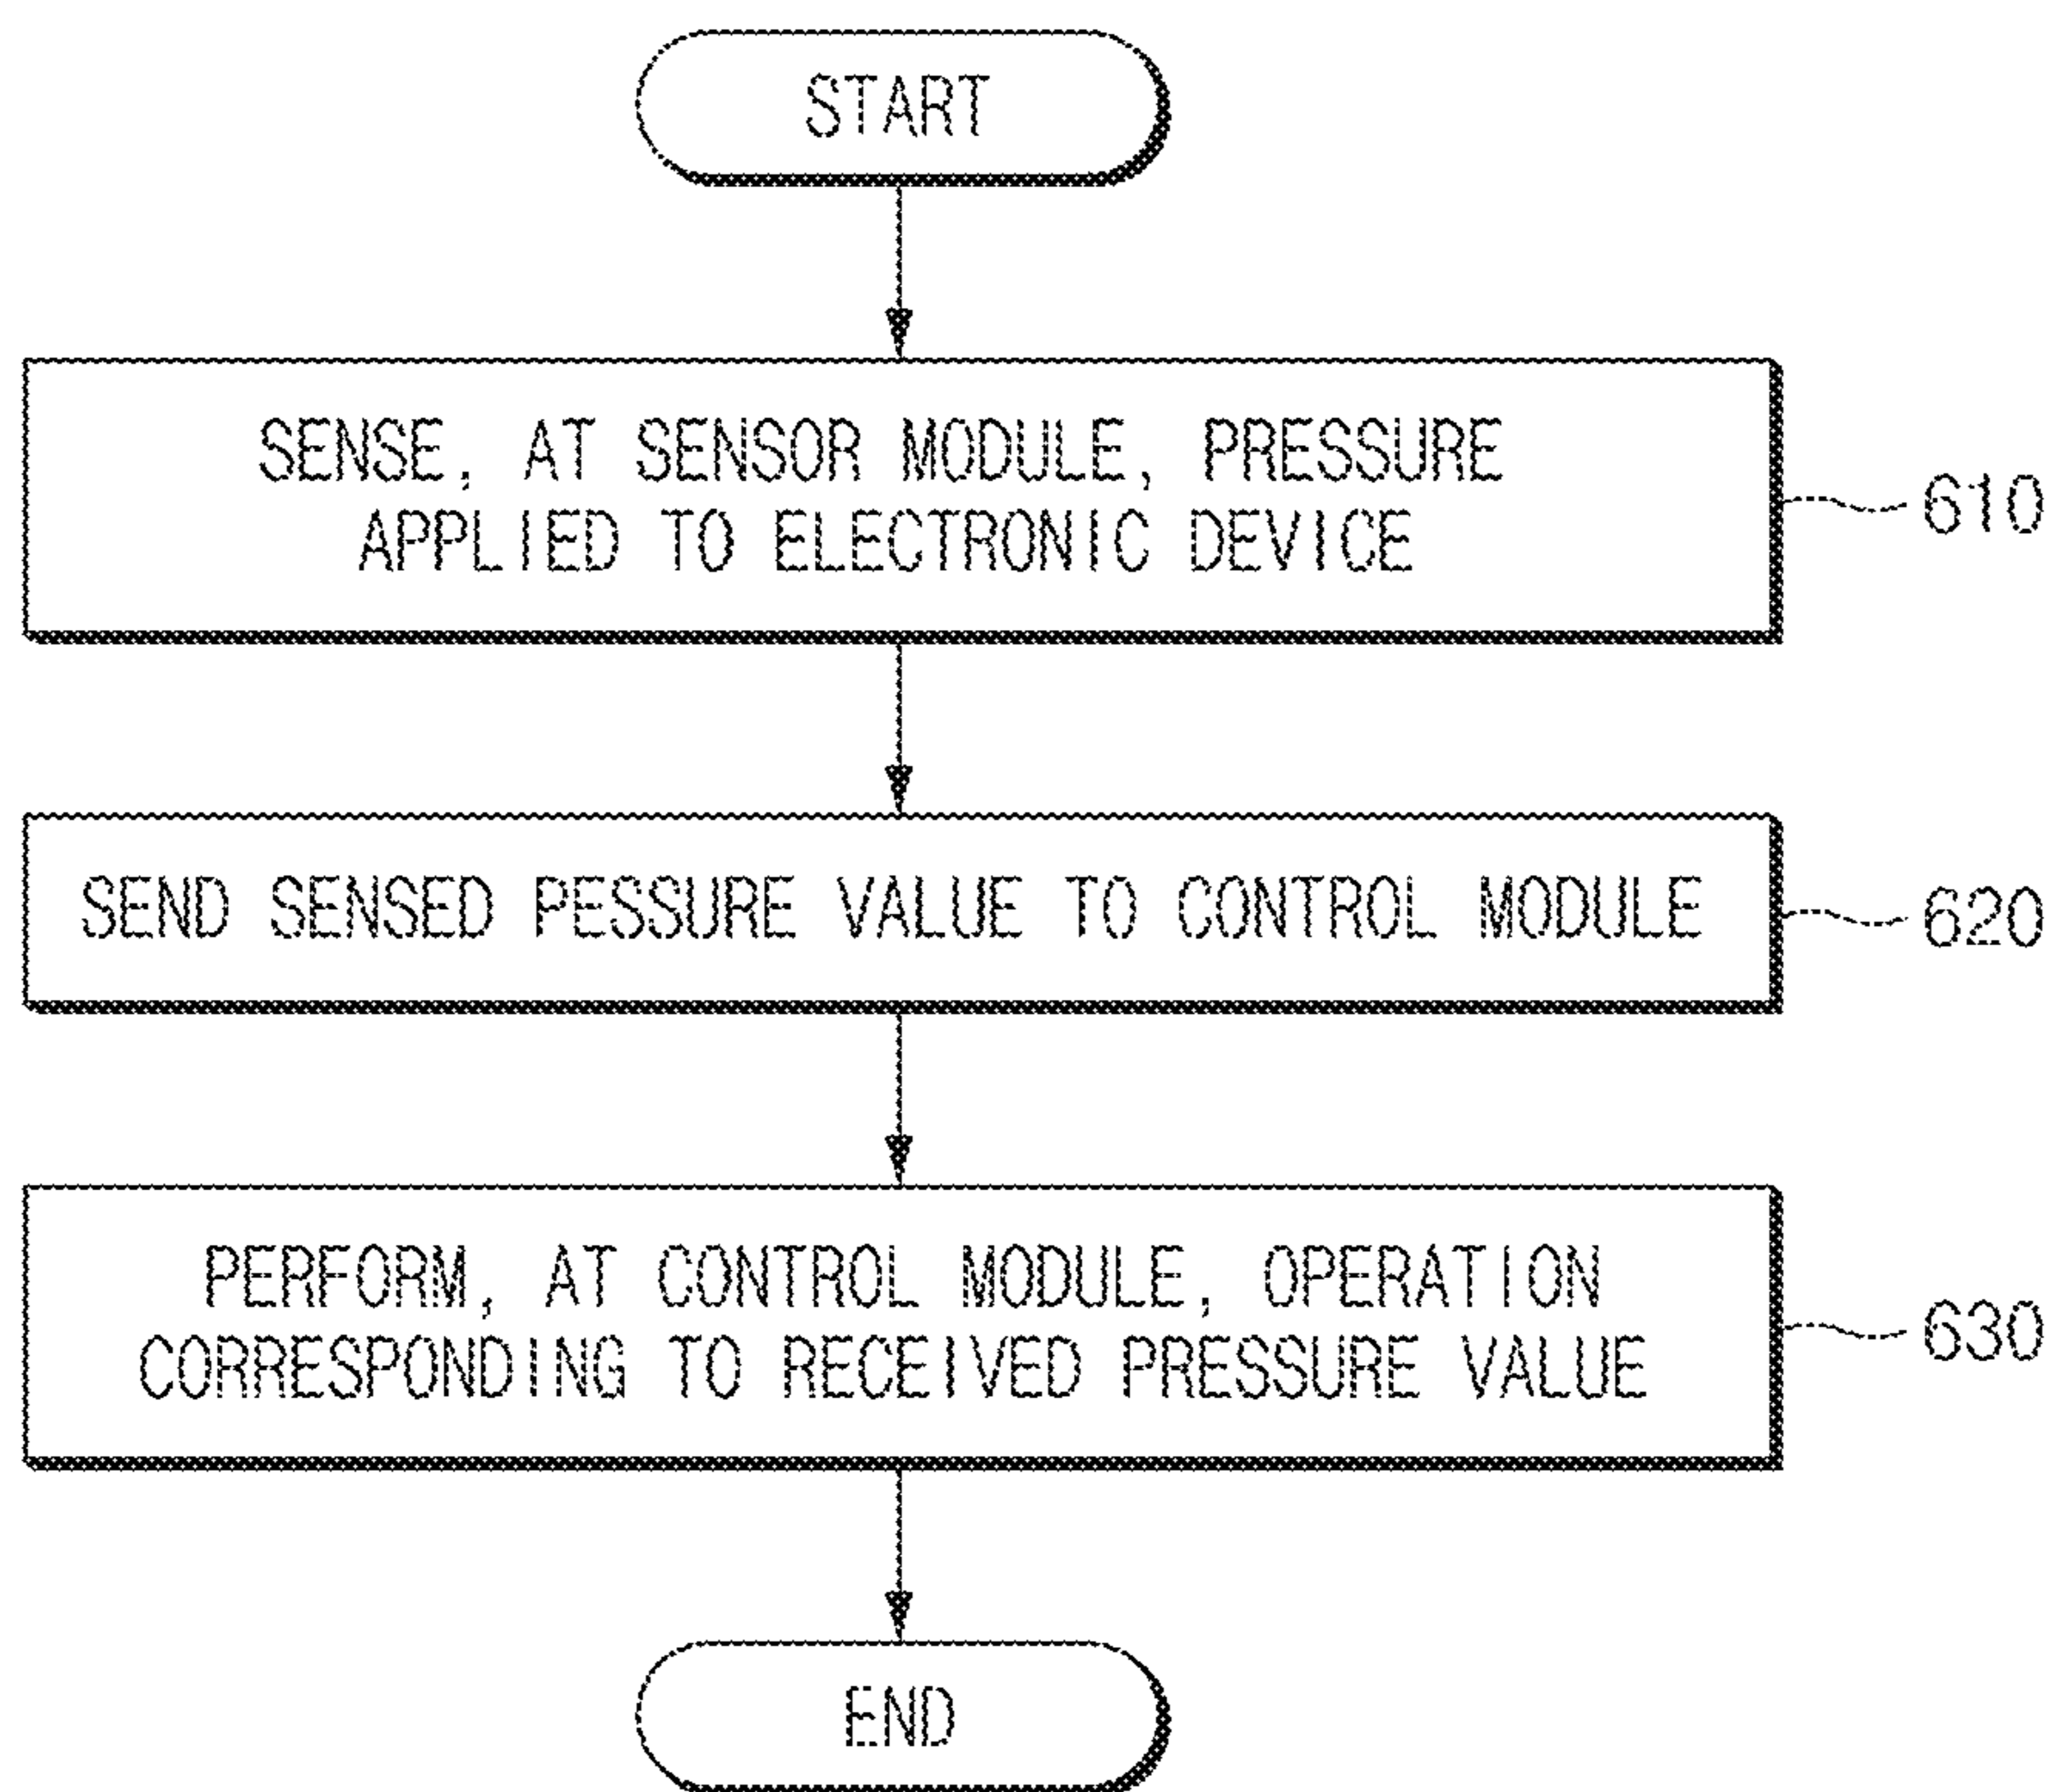 START
SENSE, AT SENSOR MODULE, PRESSURE
APPLIED TO ELECTRONIC DEVICE
610
SEND SENSED PESSURE VALUE TO CONTROL MODULE
620
PERFORM, AT CONTROL MODULE, OPERATION
CORRESPONDING TO RECEIVED PRESSURE VALUE
630
END